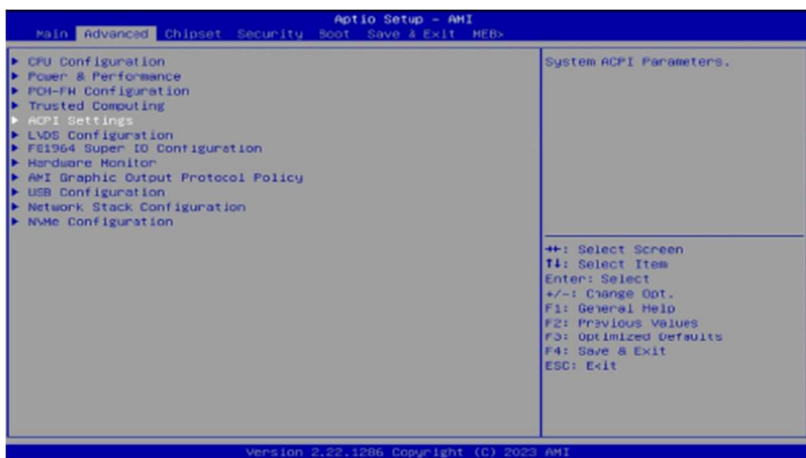 Aptio Setup - AMI
Main Advanced Chipset Security Boot Save & Exit MEBx
CPU Configuration
Power & Performance
PCH-FW Configuration
Trusted Computing
ACPI Settings
LVDS Configuration
F81964 Super IO Configuration
Hardware Monitor
AMI Graphic Output Protocol Policy
USB Configuration
Network Stack Configuration
NVMe Configuration
System ACPI Parameters.
→←: Select Screen
↑↓: Select Item
Enter: Select
+/-: Change Opt.
F1: General Help
F2: Previous Values
F3: Optimized Defaults
F4: Save & Exit
ESC: Exit
Version 2.22.1286 Copyright (C) 2023 AMI